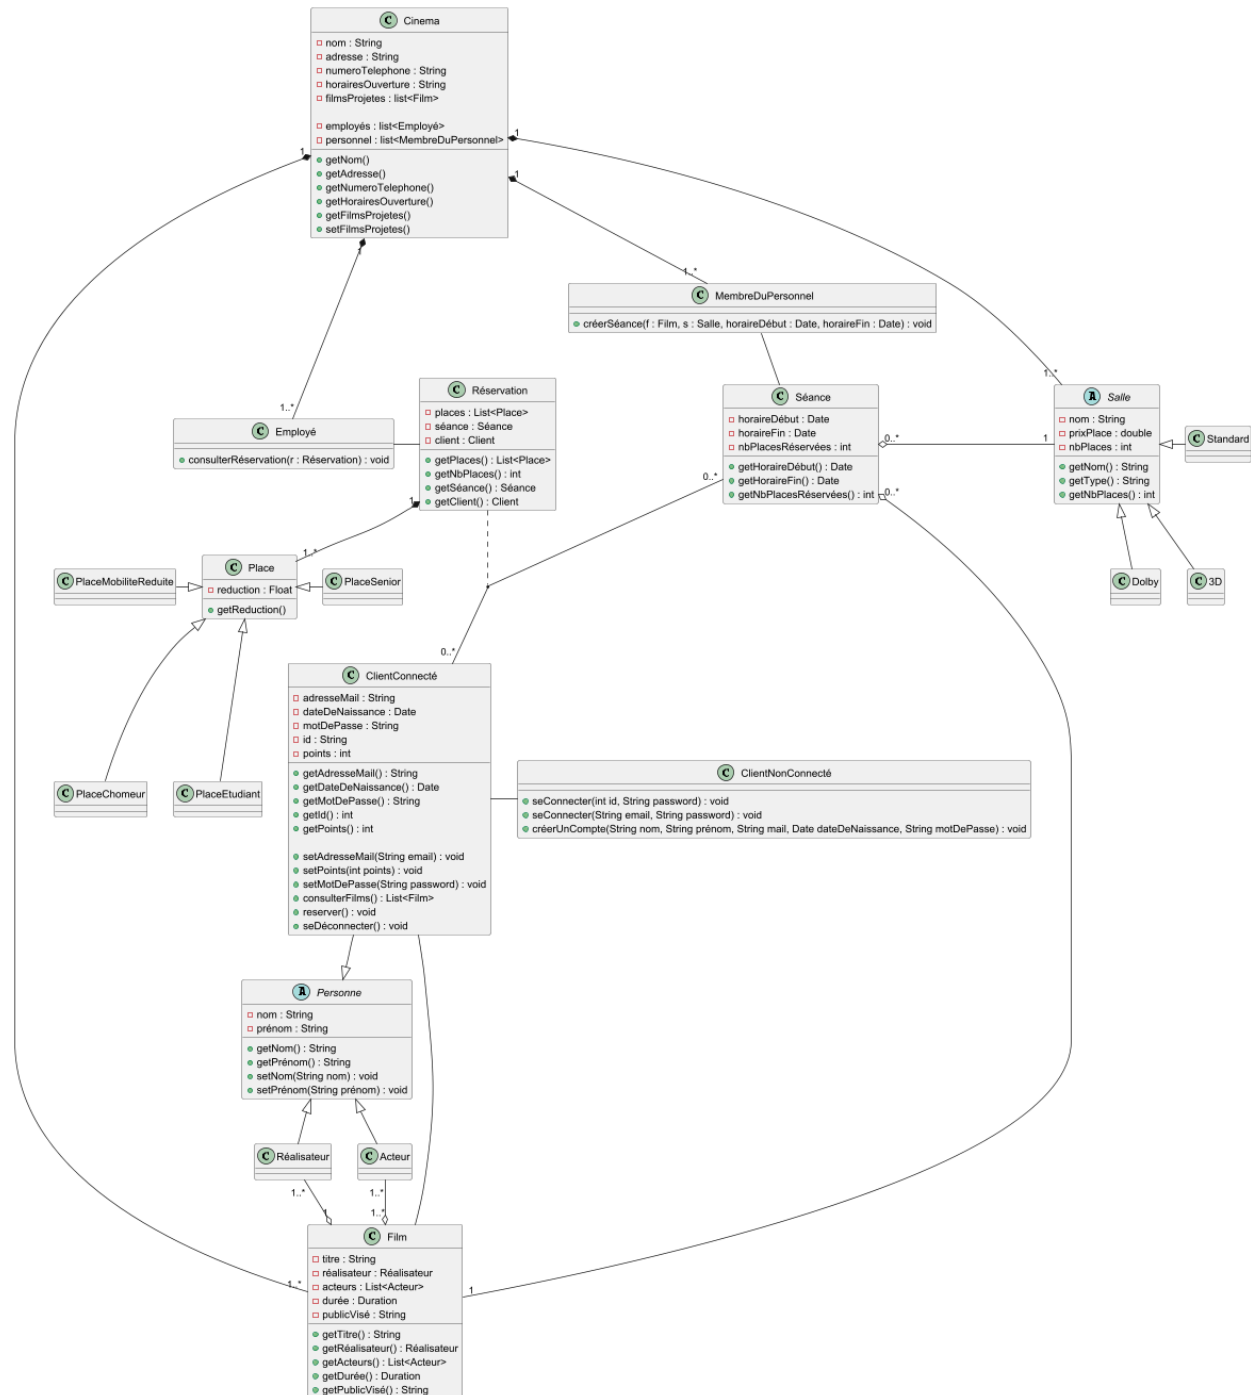 C Cinema
nom : String
adresse : String
numeroTelephone : String
horairesOuverture : String
filmsProjetes : list<Film>
employés : list<Employé>
personnel : list<MembreDuPersonnel>
getNom()
getAdresse()
getNumeroTelephone()
getHorairesOuverture()
getFilmsProjetes()
setFilmsProjetes()
1
1
1
1
1..*
C MembreDuPersonnel
créerSéance(f : Film, s : Salle, horaireDébut : Date, horaireFin : Date) : void
1..*
C Employé
consulterRéservation(r : Réservation) : void
C Réservation
places : List<Place>
séance : Séance
client : Client
getPlaces() : List<Place>
getNbPlaces() : int
getSéance() : Séance
getClient() : Client
1
1..*
C Séance
horaireDébut : Date
horaireFin : Date
nbPlacesRéservées : int
getHoraireDébut() : Date
getHoraireFin() : Date
getNbPlacesRéservées() : int
0..*
1
0..*
0..*
1..*
A Salle
nom : String
prixPlace : double
nbPlaces : int
getNom() : String
getType() : String
getNbPlaces() : int
C Standard
C Dolby
C 3D
C PlaceMobiliteReduite
C Place
reduction : Float
getReduction()
C PlaceSenior
C PlaceChomeur
C PlaceEtudiant
0..*
C ClientConnecté
adresseMail : String
dateDeNaissance : Date
motDePasse : String
id : String
points : int
getAdresseMail() : String
getDateDeNaissance() : Date
getMotDePasse() : String
getId() : int
getPoints() : int
setAdresseMail(String email) : void
setPoints(int points) : void
setMotDePasse(String password) : void
consulterFilms() : List<Film>
reserver() : void
seDéconnecter() : void
C ClientNonConnecté
seConnecter(int id, String password) : void
seConnecter(String email, String password) : void
créerUnCompte(String nom, String prénom, String mail, Date dateDeNaissance, String motDePasse) : void
A Personne
nom : String
prénom : String
getNom() : String
getPrénom() : String
setNom(String nom) : void
setPrénom(String prénom) : void
C Réalisateur
C Acteur
1..*
1..*
1
1..*
1..*
1
C Film
titre : String
réalisateur : Réalisateur
acteurs : List<Acteur>
durée : Duration
publicVisé : String
getTitre() : String
getRéalisateur() : Réalisateur
getActeurs() : List<Acteur>
getDurée() : Duration
getPublicVisé() : String